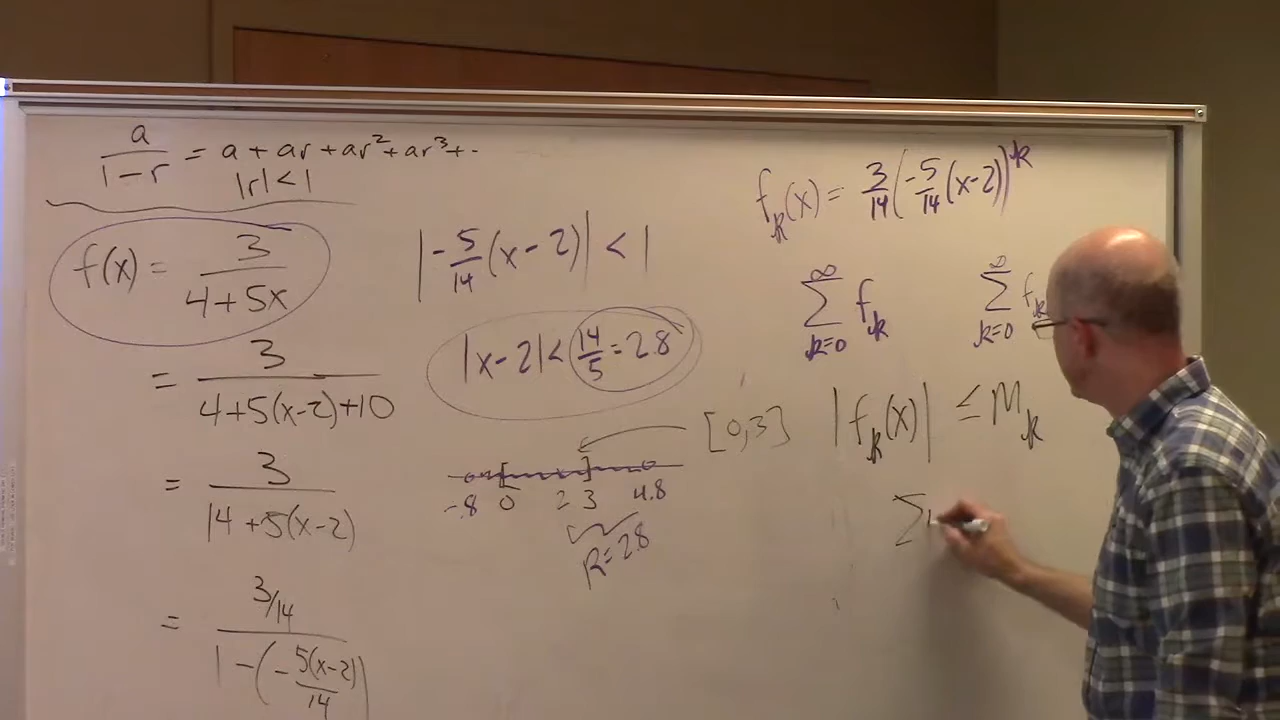 a/(1-r) = a + ar + ar² + ar³ + ..
|r| < 1
f(x) = 3/(4+5x)
= 3/(4+5(x-2)+10)
= 3/(14+5(x-2))
= (3/14)/(1-(-5(x-2)/14))
|-5/14(x-2)| < 1
|x-2| < 14/5 = 2.8
[0,3]
-.8 0 2 3 4.8
R=2.8
f_k(x) = 3/14(-5/14(x-2))^k
∑_{k=0}^∞ f_k ∑_{k=0}^∞ f_k
|f_k(x)| ≤ M_k
∑